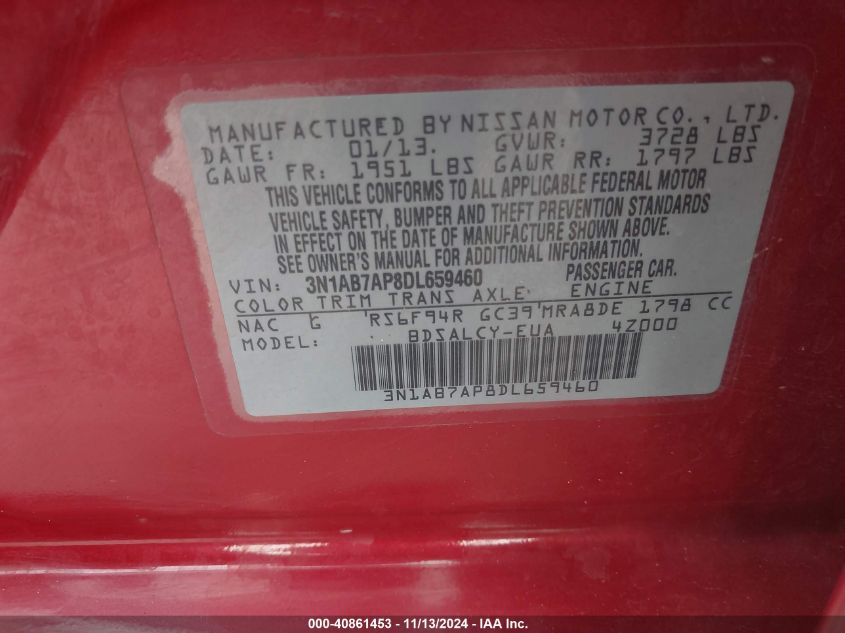 MANUFACTURED BY NISSAN MOTOR CO., LTD.
DATE: 01/13. GVWR: 3728 LBS
GAWR FR: 1951 LBS GAWR RR: 1797 LBS
THIS VEHICLE CONFORMS TO ALL APPLICABLE FEDERAL MOTOR
VEHICLE SAFETY, BUMPER AND THEFT PREVENTION STANDARDS
IN EFFECT ON THE DATE OF MANUFACTURE SHOWN ABOVE.
SEE OWNER'S MANUAL FOR ADDITIONAL INFORMATION.
VIN: 3N1AB7AP8DL659460 PASSENGER CAR.
COLOR TRIM TRANS AXLE ENGINE
NAC G RS6F94R GC39 MRA8DE 1798 CC
MODEL: BDSALCY-EUA 4Z000
3N1AB7AP8DL659460
000-40861453 - 11/13/2024 - IAA Inc.